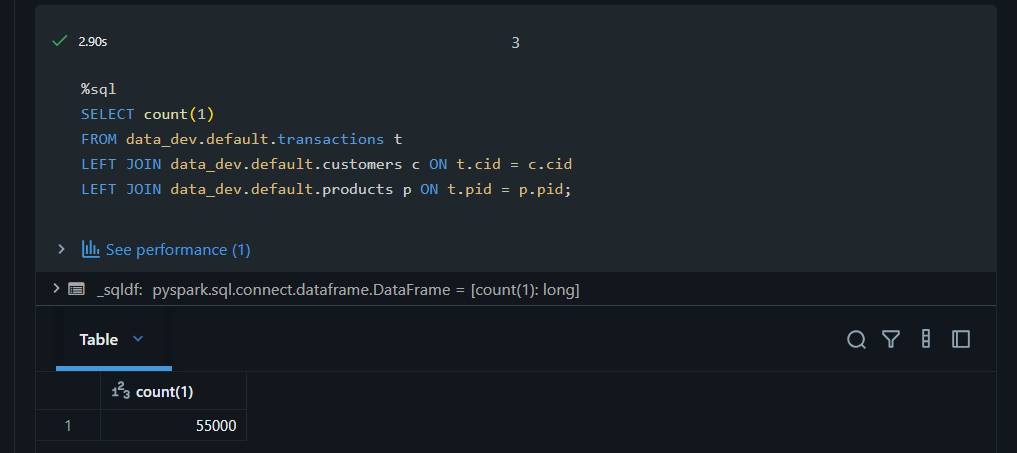 2.90s
3
%sql
SELECT count(1)
FROM data_dev.default.transactions t
LEFT JOIN data_dev.default.customers c ON t.cid = c.cid
LEFT JOIN data_dev.default.products p ON t.pid = p.pid;
See performance (1)
_sqldf: pyspark.sql.connect.dataframe.DataFrame = [count(1): long]
Table
123 count(1)
1 55000